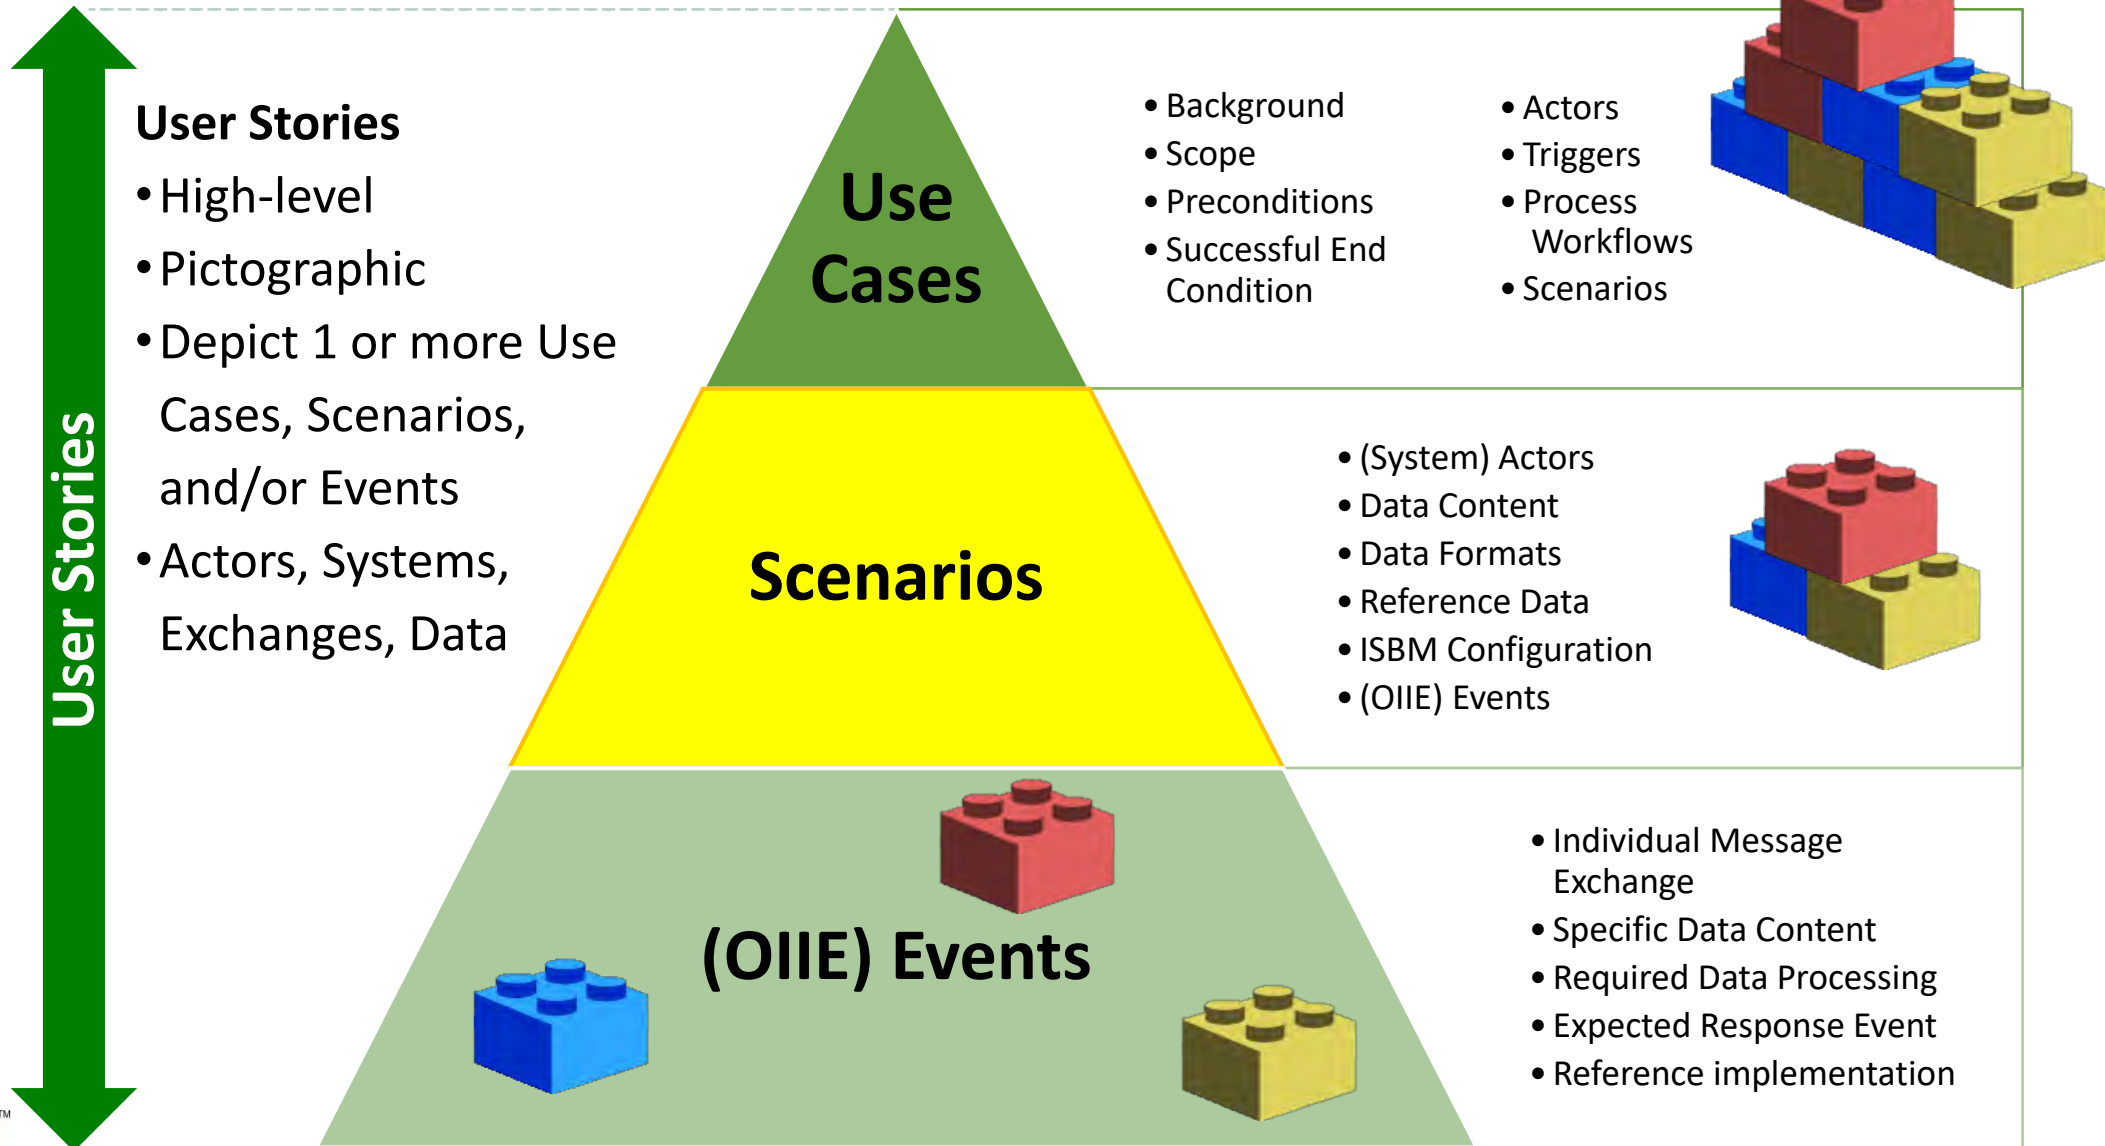 User Stories
User Stories
• High-level
• Pictographic
• Depict 1 or more Use
Cases, Scenarios,
and/or Events
• Actors, Systems,
Exchanges, Data
Use
Cases
• Background
• Scope
• Preconditions
• Successful End
Condition
• Actors
• Triggers
• Process
Workflows
• Scenarios
Scenarios
• (System) Actors
• Data Content
• Data Formats
• Reference Data
• ISBM Configuration
• (OIIE) Events
(OIIE) Events
• Individual Message
Exchange
• Specific Data Content
• Required Data Processing
• Expected Response Event
• Reference implementation
TM